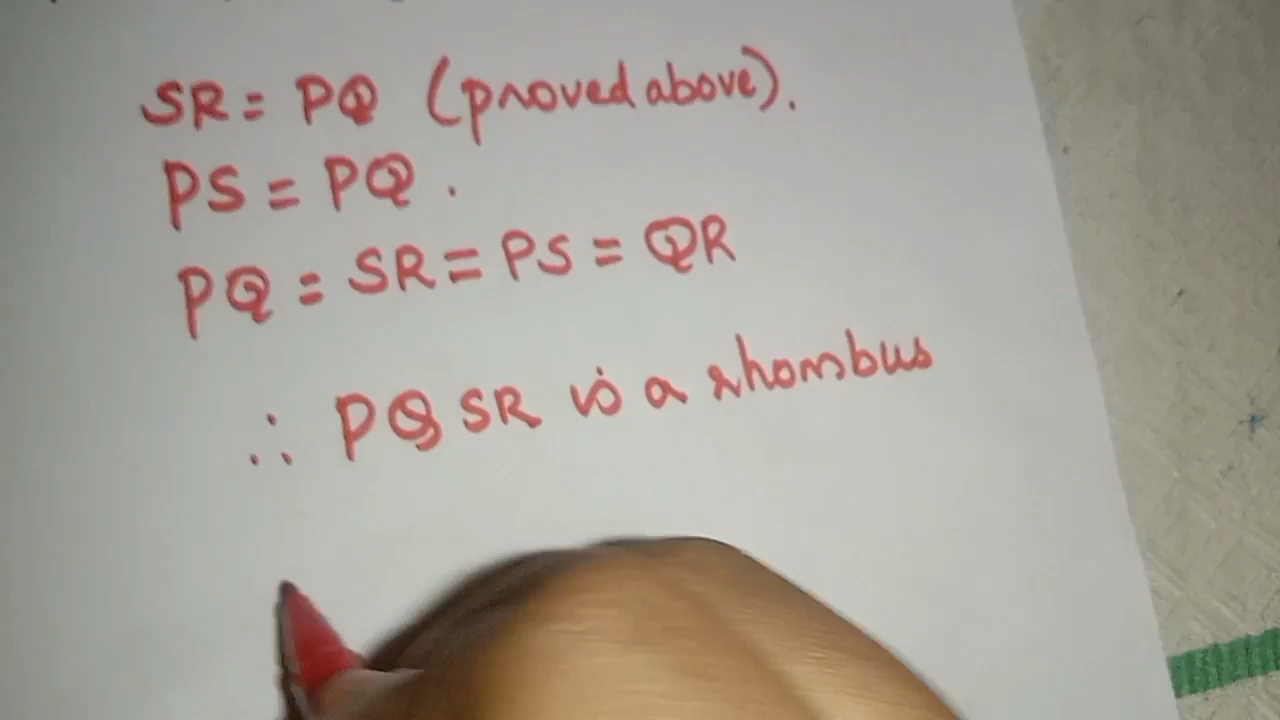 SR = PQ (proved above).
PS = PQ.
PQ = SR = PS = QR
∴ PQSR is a rhombus